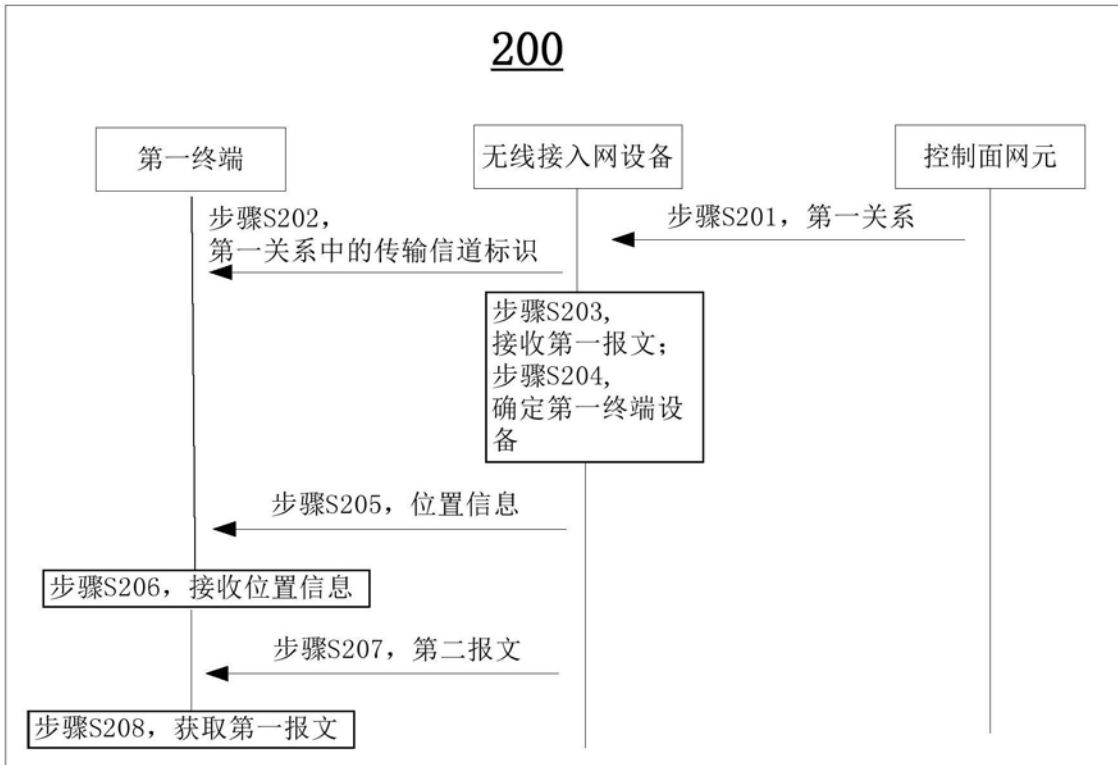 200
第一终端
无线接入网设备
控制面网元
步骤S201，第一关系
步骤S202，
第一关系中的传输信道标识
步骤S203，
接收第一报文；
步骤S204，
确定第一终端设
备
步骤S205，位置信息
步骤S206，接收位置信息
步骤S207，第二报文
步骤S208，获取第一报文